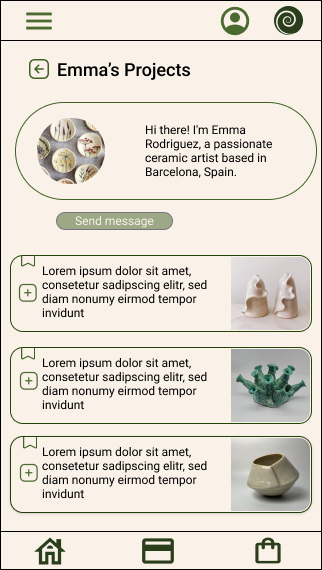 Emma's Projects
Hi there! I'm Emma
Rodriguez, a passionate
ceramic artist based in
Barcelona, Spain.
Send message
Lorem ipsum dolor sit amet,
consetetur sadipscing elitr, sed
diam nonumy eirmod tempor
invidunt
Lorem ipsum dolor sit amet,
consetetur sadipscing elitr, sed
diam nonumy eirmod tempor
invidunt
Lorem ipsum dolor sit amet,
consetetur sadipscing elitr, sed
diam nonumy eirmod tempor
invidunt